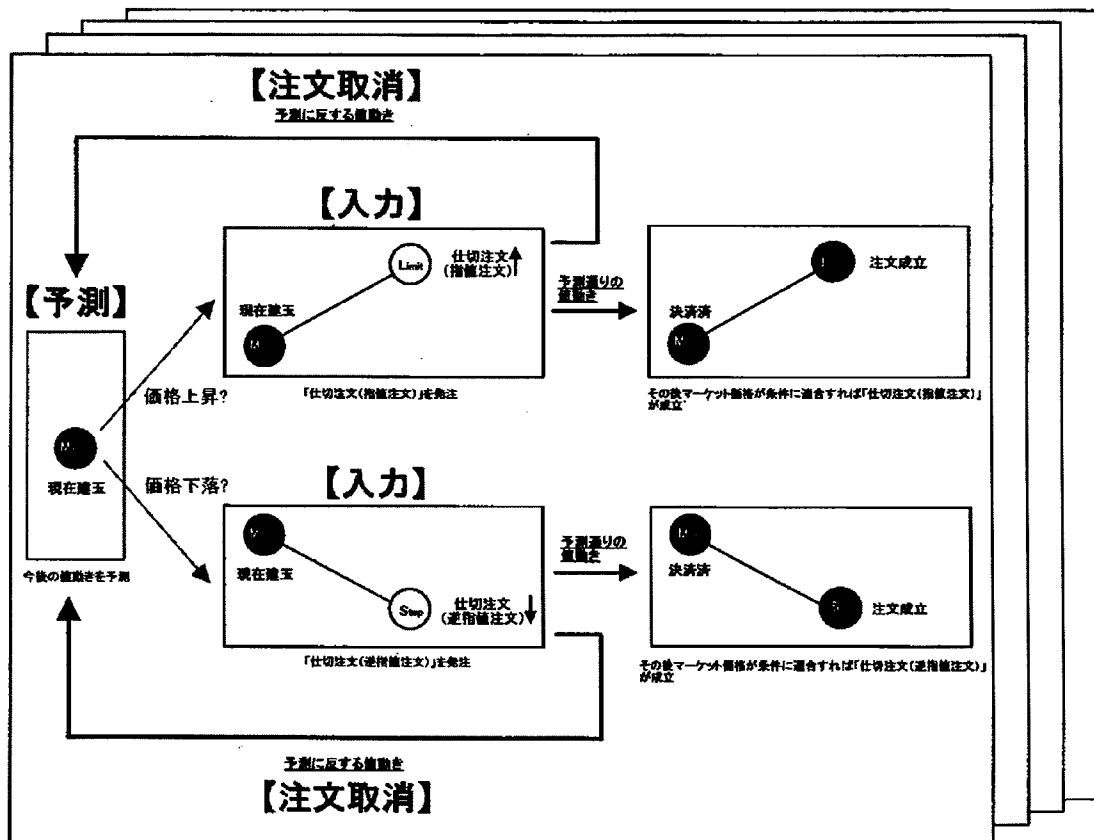 【注文取消】
予測に反する値動き
【入力】
Limit
仕切注文
(指値注文)
現在建玉
M
「仕切注文(指値注文)」を発注
予測通りの
値動き
注文成立
決済済
M
その後マーケット価格が条件に適合すれば「仕切注文(指値注文)」
が成立
【予測】
M
現在建玉
今後の値動きを予測
価格上昇?
価格下落?
【入力】
M
現在建玉
Stop
仕切注文
(逆指値注文)
「仕切注文(逆指値注文)」を発注
予測通りの
値動き
M
決済済
注文成立
その後マーケット価格が条件に適合すれば「仕切注文(逆指値注文)」
が成立
予測に反する値動き
【注文取消】